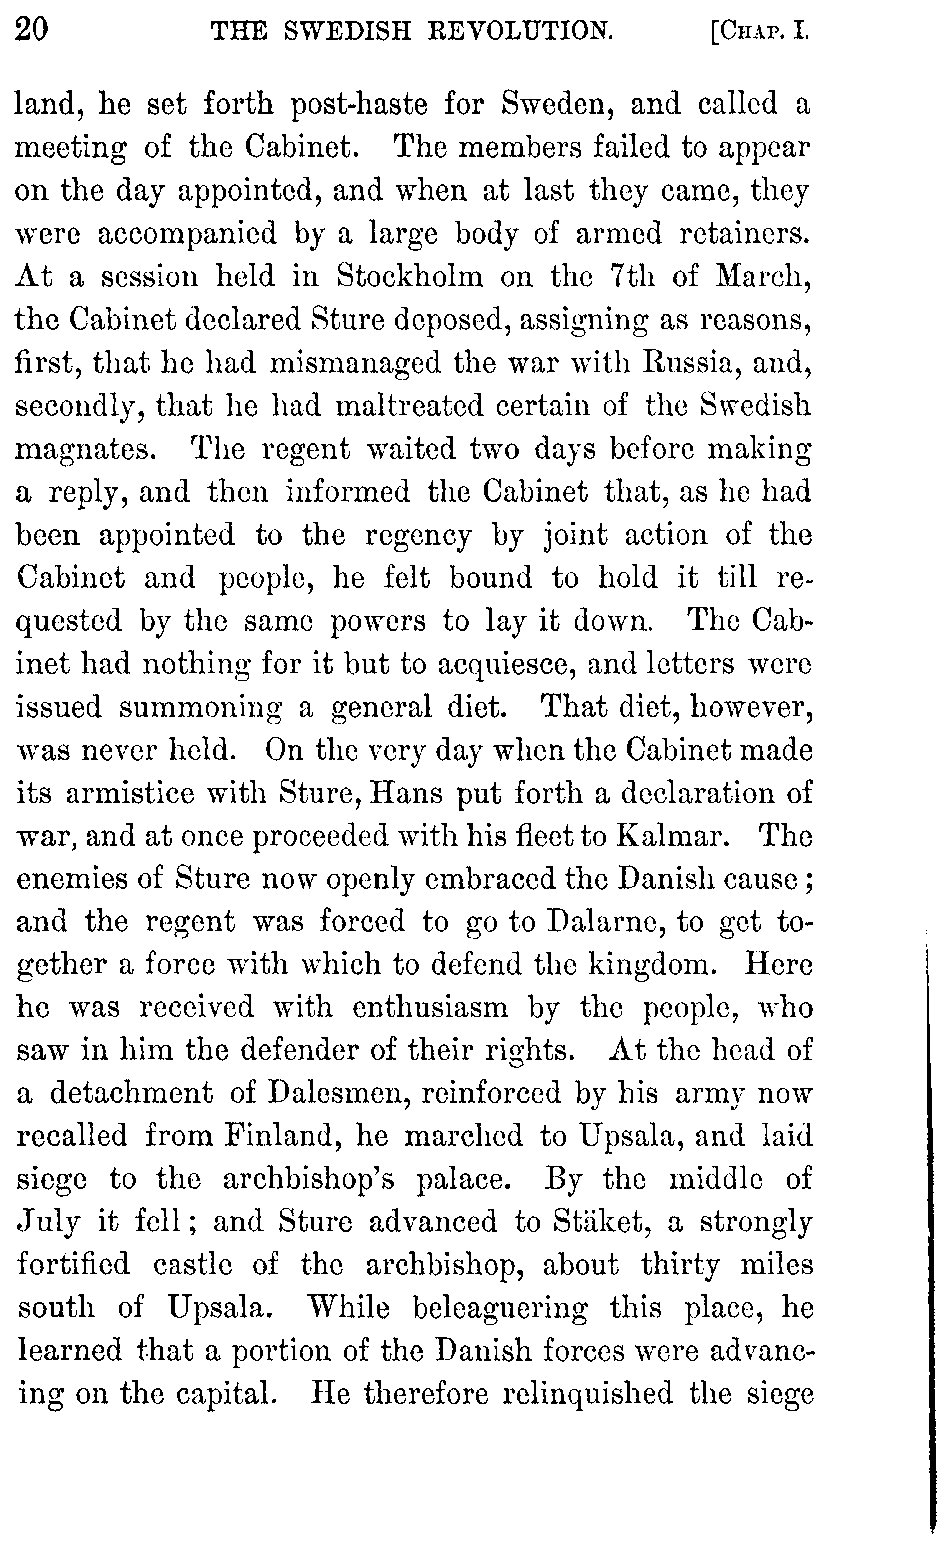 20 THE SWEDISH REVOLUTION. [CHAP. I.
land, he set forth post-haste for Sweden, and called a
meeting of the Cabinet. The members failed to appear
on the day appointed, and when at last they came, they
were accompanied by a large body of armed retainers.
At a session held in Stockholm on the 7th of March,
the Cabinet declared Sture deposed, assigning as reasons,
first, that he had mismanaged the war with Russia, and,
secondly, that he had maltreated certain of the Swedish
magnates. The regent waited two days before making
a reply, and then informed the Cabinet that, as he had
been appointed to the regency by joint action of the
Cabinet and people, he felt bound to hold it till re-
quested by the same powers to lay it down. The Cab-
inet had nothing for it but to acquiesce, and letters were
issued summoning a general diet. That diet, however,
was never held. On the very day when the Cabinet made
its armistice with Sture, Hans put forth a declaration of
war, and at once proceeded with his fleet to Kalmar. The
enemies of Sture now openly embraced the Danish cause;
and the regent was forced to go to Dalarne, to get to-
gether a force with which to defend the kingdom. Here
he was received with enthusiasm by the people, who
saw in him the defender of their rights. At the head of
a detachment of Dalesmen, reinforced by his army now
recalled from Finland, he marched to Upsala, and laid
siege to the archbishop's palace. By the middle of
July it fell; and Sture advanced to Stäket, a strongly
fortified castle of the archbishop, about thirty miles
south of Upsala. While beleaguering this place, he
learned that a portion of the Danish forces were advanc-
ing on the capital. He therefore relinquished the siege